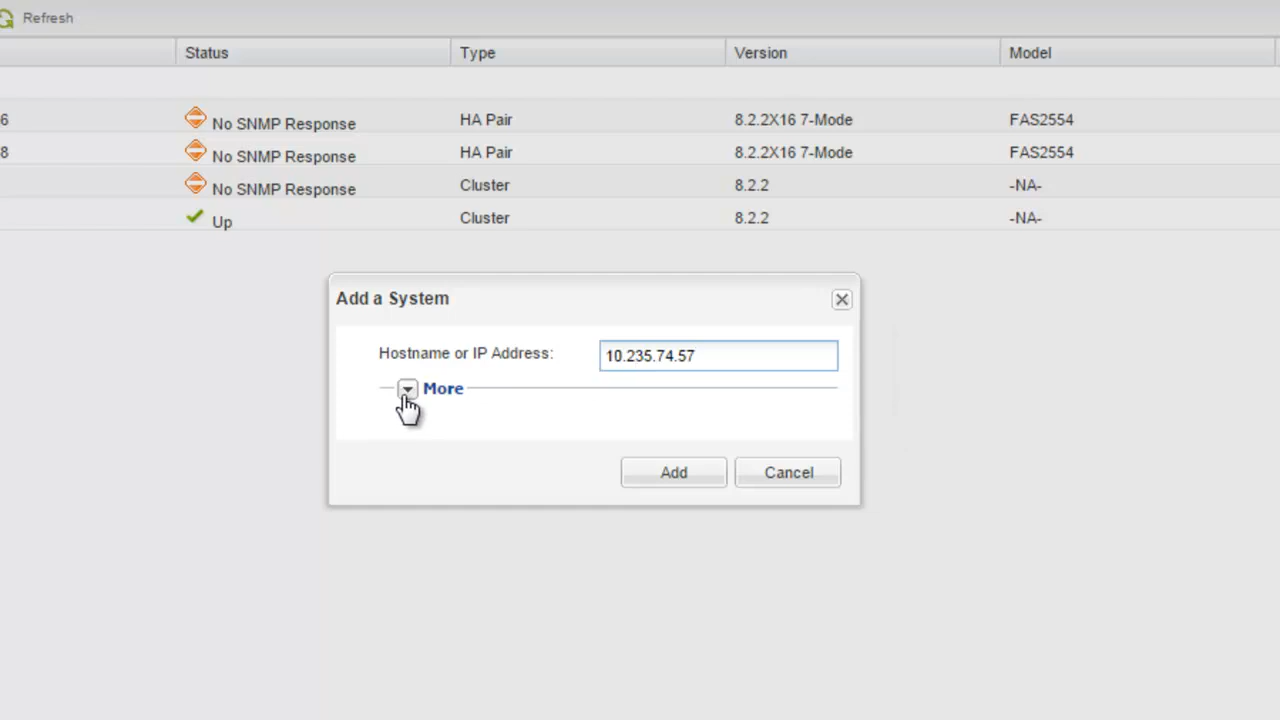 Refresh
Status Type Version Model
6 No SNMP Response HA Pair 8.2.2X16 7-Mode FAS2554
8 No SNMP Response HA Pair 8.2.2X16 7-Mode FAS2554
No SNMP Response Cluster 8.2.2 -NA-
Up Cluster 8.2.2 -NA-
Add a System
Hostname or IP Address: 10.235.74.57
More
Add Cancel